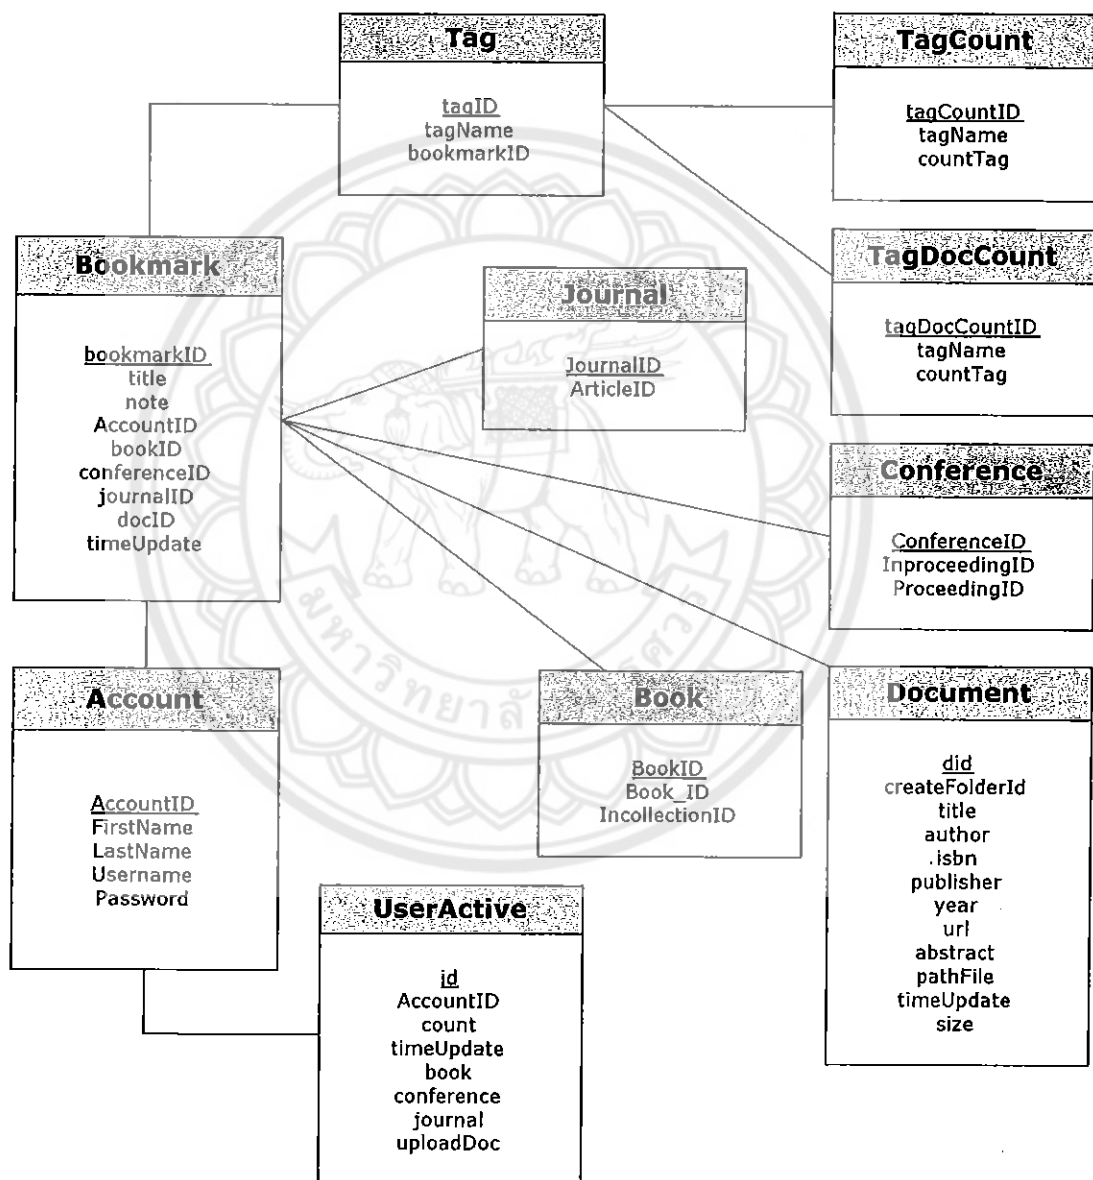 Tag
tagID
tagName
bookmarkID
TagCount
tagCountID
tagName
countTag
Bookmark
bookmarkID
title
note
AccountID
bookID
conferenceID
journalID
docID
timeUpdate
Journal
JournalID
ArticleID
TagDocCount
tagDocCountID
tagName
countTag
Conference
ConferenceID
InproceedingID
ProceedingID
Account
AccountID
FirstName
LastName
Username
Password
Book
BookID
Book_ID
IncollectionID
Document
did
createFolderId
title
author
isbn
publisher
year
url
abstract
pathFile
timeUpdate
size
UserActive
id
AccountID
count
timeUpdate
book
conference
journal
uploadDoc